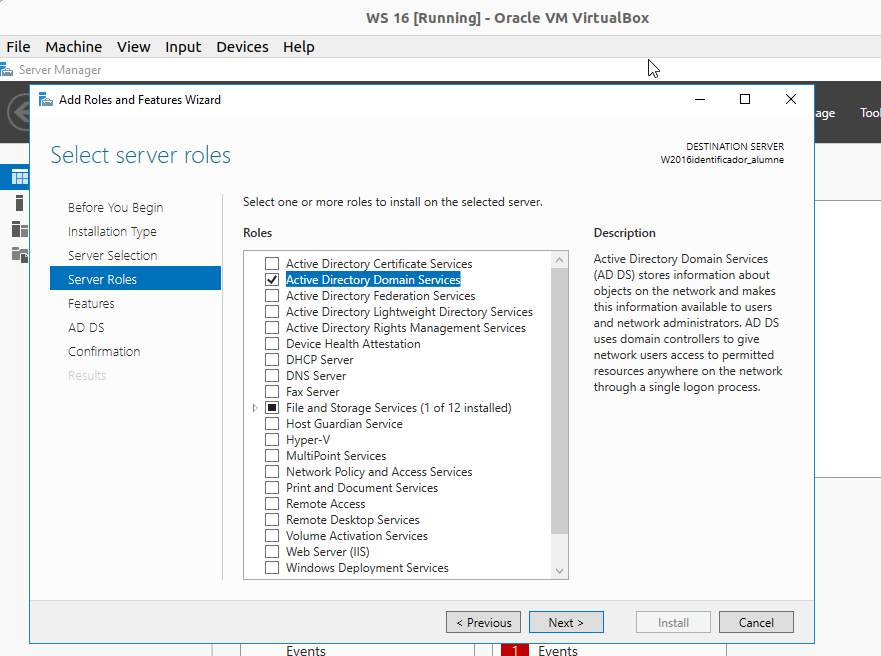 WS 16 [Running] - Oracle VM VirtualBox
File Machine View Input Devices Help
Server Manager
Add Roles and Features Wizard
age Tool
Select server roles
DESTINATION SERVER
W2016identificador_alumne
Before You Begin
Installation Type
Server Selection
Server Roles
Features
AD DS
Confirmation
Results
Select one or more roles to install on the selected server.
Roles
Active Directory Certificate Services
Active Directory Domain Services
Active Directory Federation Services
Active Directory Lightweight Directory Services
Active Directory Rights Management Services
Device Health Attestation
DHCP Server
DNS Server
Fax Server
File and Storage Services (1 of 12 installed)
Host Guardian Service
Hyper-V
MultiPoint Services
Network Policy and Access Services
Print and Document Services
Remote Access
Remote Desktop Services
Volume Activation Services
Web Server (IIS)
Windows Deployment Services
Description
Active Directory Domain Services
(AD DS) stores information about
objects on the network and makes
this information available to users
and network administrators. AD DS
uses domain controllers to give
network users access to permitted
resources anywhere on the network
through a single logon process.
< Previous Next > Install Cancel
Events 1 Events